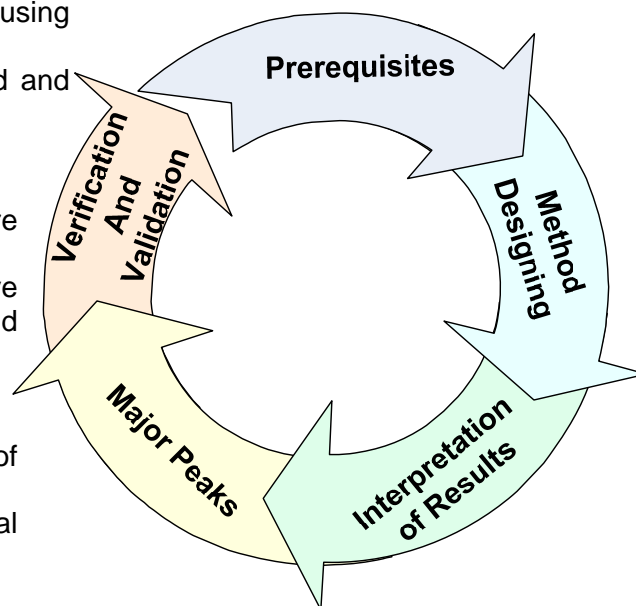 using
d and
re
re
d
of
al
Prerequisites
Method
Designing
Interpretation
of Results
Major Peaks
Verification
And
Validation